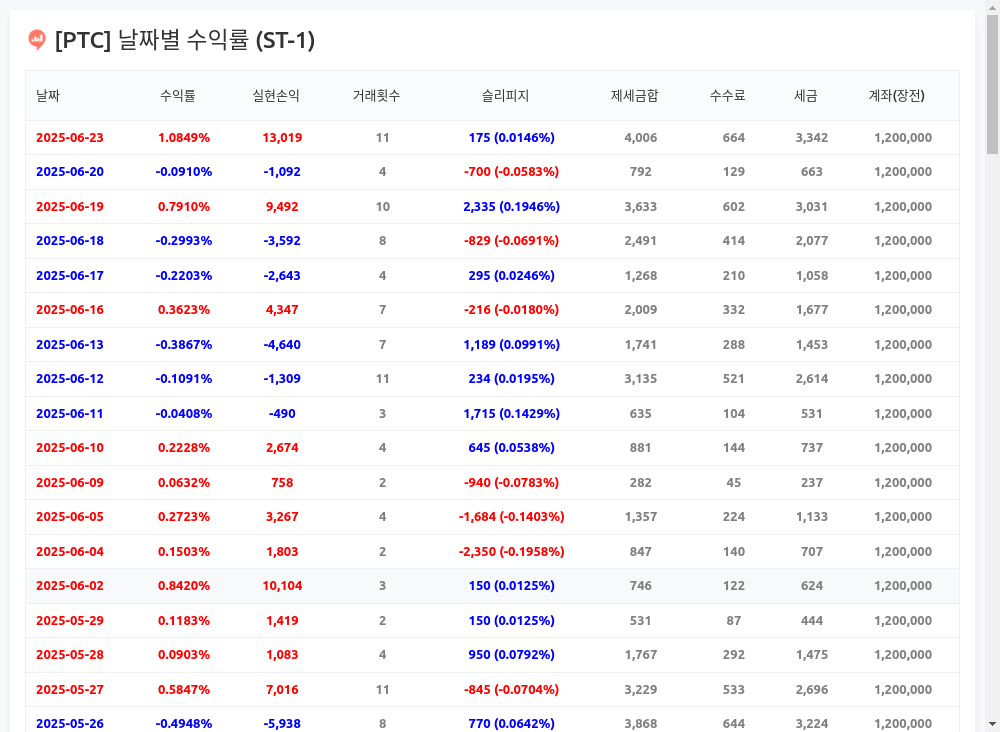 [PTC] 날짜별 수익률 (ST-1)
날짜 수익률 실현손익 거래횟수 슬리피지 제세금합 수수료 세금 계좌(장전)
2025-06-23 1.0849% 13,019 11 175 (0.0146%) 4,006 664 3,342 1,200,000
2025-06-20 -0.0910% -1,092 4 -700 (-0.0583%) 792 129 663 1,200,000
2025-06-19 0.7910% 9,492 10 2,335 (0.1946%) 3,633 602 3,031 1,200,000
2025-06-18 -0.2993% -3,592 8 -829 (-0.0691%) 2,491 414 2,077 1,200,000
2025-06-17 -0.2203% -2,643 4 295 (0.0246%) 1,268 210 1,058 1,200,000
2025-06-16 0.3623% 4,347 7 -216 (-0.0180%) 2,009 332 1,677 1,200,000
2025-06-13 -0.3867% -4,640 7 1,189 (0.0991%) 1,741 288 1,453 1,200,000
2025-06-12 -0.1091% -1,309 11 234 (0.0195%) 3,135 521 2,614 1,200,000
2025-06-11 -0.0408% -490 3 1,715 (0.1429%) 635 104 531 1,200,000
2025-06-10 0.2228% 2,674 4 645 (0.0538%) 881 144 737 1,200,000
2025-06-09 0.0632% 758 2 -940 (-0.0783%) 282 45 237 1,200,000
2025-06-05 0.2723% 3,267 4 -1,684 (-0.1403%) 1,357 224 1,133 1,200,000
2025-06-04 0.1503% 1,803 2 -2,350 (-0.1958%) 847 140 707 1,200,000
2025-06-02 0.8420% 10,104 3 150 (0.0125%) 746 122 624 1,200,000
2025-05-29 0.1183% 1,419 2 150 (0.0125%) 531 87 444 1,200,000
2025-05-28 0.0903% 1,083 4 950 (0.0792%) 1,767 292 1,475 1,200,000
2025-05-27 0.5847% 7,016 11 -845 (-0.0704%) 3,229 533 2,696 1,200,000
2025-05-26 -0.4948% -5,938 8 770 (0.0642%) 3,868 644 3,224 1,200,000